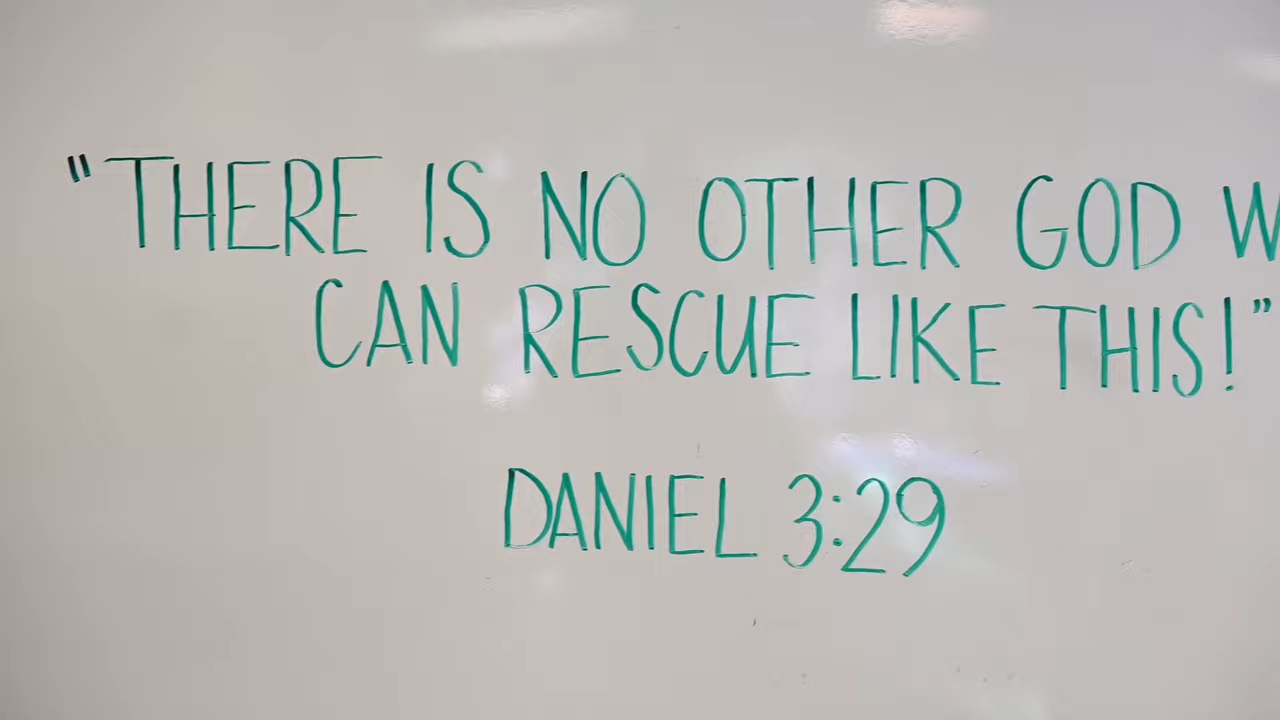 "THERE IS NO OTHER GOD
CAN RESCUE LIKE THIS!"
DANIEL 3:29